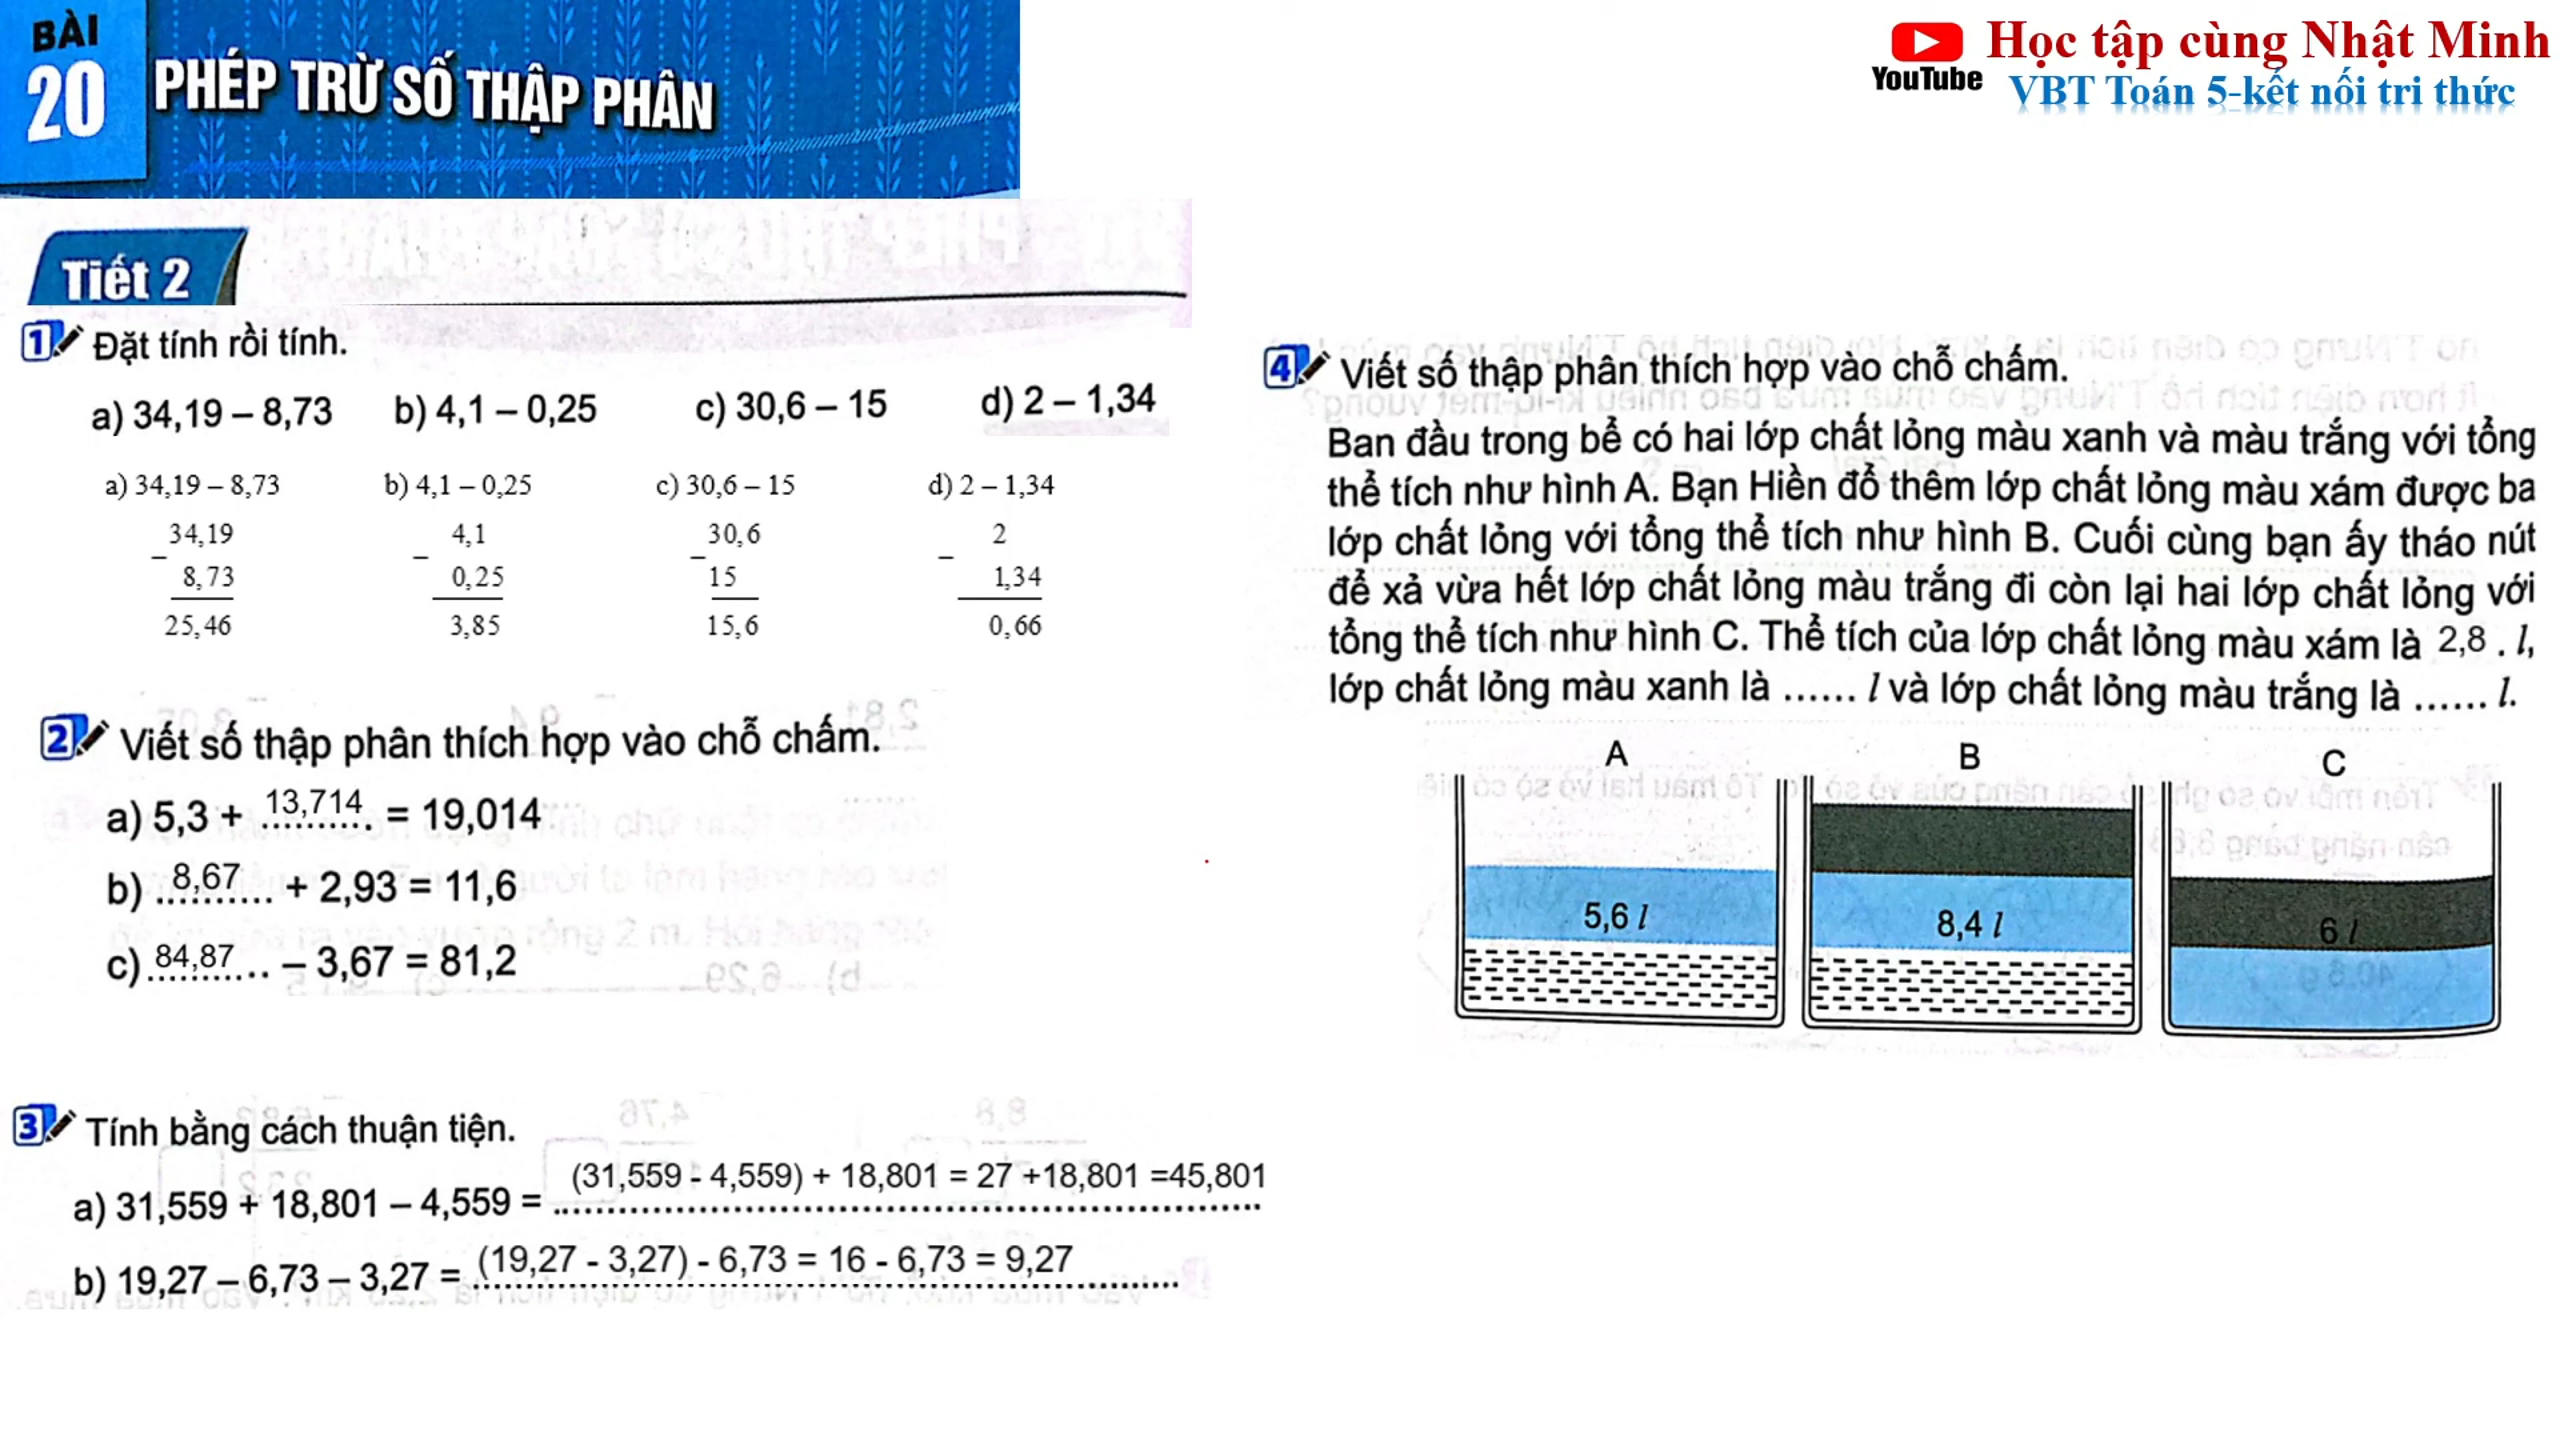 BÀI
20
PHÉP TRỪ SỐ THẬP PHÂN
YouTube
Học tập cùng Nhật Minh
VBT Toán 5-kết nối tri thức
Tiết 2
1 Đặt tính rồi tính.
a) 34,19 – 8,73 b) 4,1 – 0,25 c) 30,6 – 15 d) 2 – 1,34
a) 34,19 – 8,73 b) 4,1 – 0,25 c) 30,6 – 15 d) 2 – 1,34
34,19 4,1 30,6 2
– – – –
8,73 0,25 15 1,34
25,46 3,85 15,6 0,66
2 Viết số thập phân thích hợp vào chỗ chấm.
a) 5,3 + 13,714 = 19,014
b) 8,67 + 2,93 = 11,6
c) 84,87 – 3,67 = 81,2
3 Tính bằng cách thuận tiện.
a) 31,559 + 18,801 – 4,559 = (31,559 - 4,559) + 18,801 = 27 +18,801 =45,801
b) 19,27 – 6,73 – 3,27 = (19,27 - 3,27) - 6,73 = 16 - 6,73 = 9,27
4 Viết số thập phân thích hợp vào chỗ chấm.
Ban đầu trong bể có hai lớp chất lỏng màu xanh và màu trắng với tổng
thể tích như hình A. Bạn Hiền đổ thêm lớp chất lỏng màu xám được ba
lớp chất lỏng với tổng thể tích như hình B. Cuối cùng bạn ấy tháo nút
để xả vừa hết lớp chất lỏng màu trắng đi còn lại hai lớp chất lỏng với
tổng thể tích như hình C. Thể tích của lớp chất lỏng màu xám là 2,8 . l,
lớp chất lỏng màu xanh là ...... l và lớp chất lỏng màu trắng là ...... l.
A B C
5,6 l 8,4 l 6 l